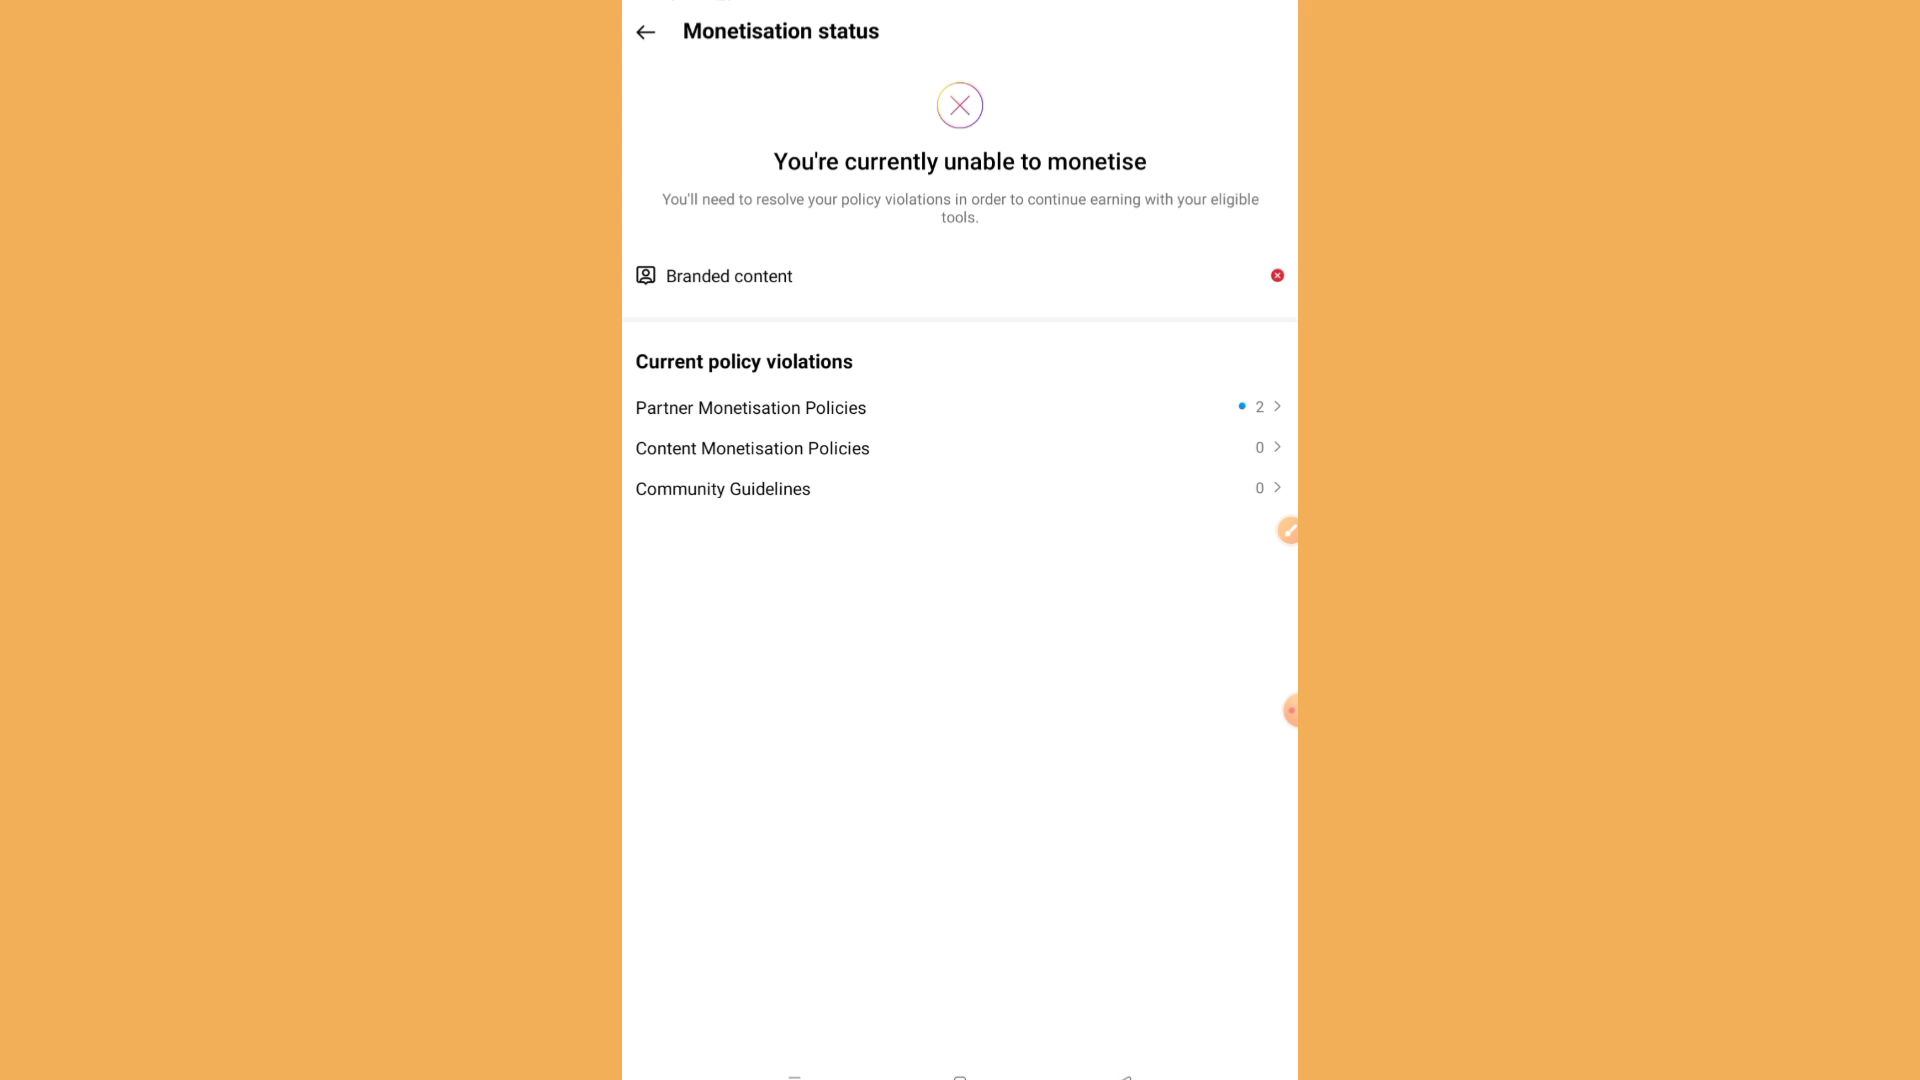 Monetisation status
You're currently unable to monetise
You'll need to resolve your policy violations in order to continue earning with your eligible
tools.
Branded content
Current policy violations
Partner Monetisation Policies 2
Content Monetisation Policies 0
Community Guidelines 0